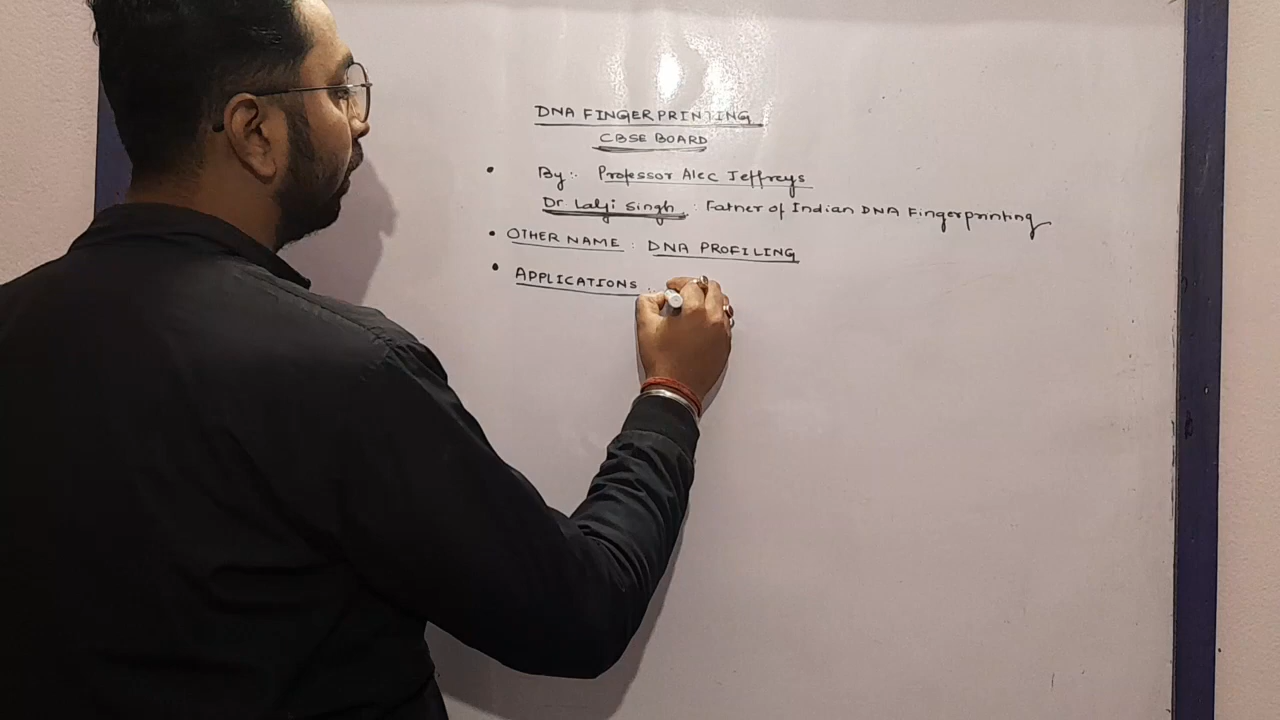 DNA FINGERPRINTING
CBSE BOARD
• By:- Professor Alec Jeffreys
Dr Lalji Singh : Father of Indian DNA Fingerprinting
• OTHER NAME : DNA PROFILING
• APPLICATIONS :